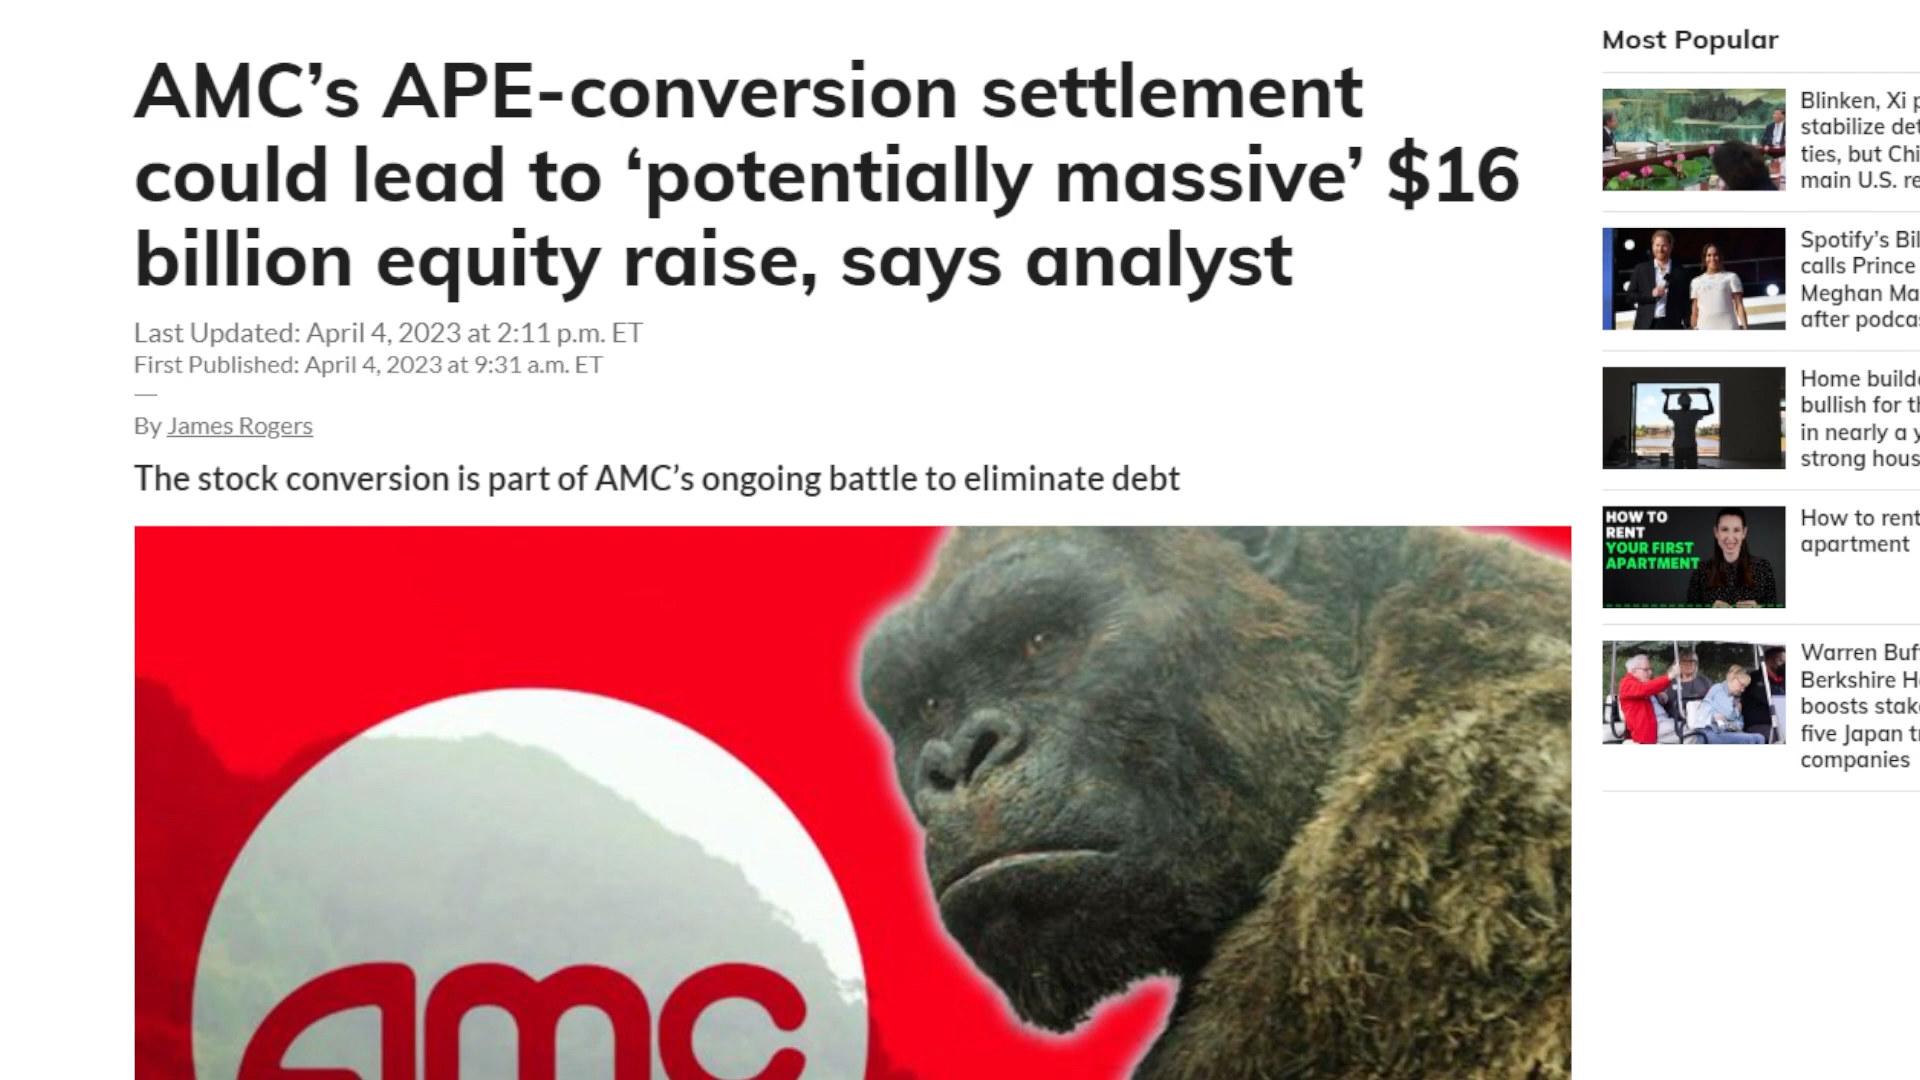 AMC’s APE-conversion settlement
could lead to ‘potentially massive’ $16
billion equity raise, says analyst
Last Updated: April 4, 2023 at 2:11 p.m. ET
First Published: April 4, 2023 at 9:31 a.m. ET
By James Rogers
The stock conversion is part of AMC’s ongoing battle to eliminate debt
amc
Most Popular
Blinken, Xi
stabilize
ties, but
main U.S.
Spotify’s
calls Prince
Meghan
after
Home
bullish for
in nearly a
strong
HOW TO
RENT
YOUR FIRST
APARTMENT
How to rent
apartment
Warren
Berkshire
boosts
five Japan
companies